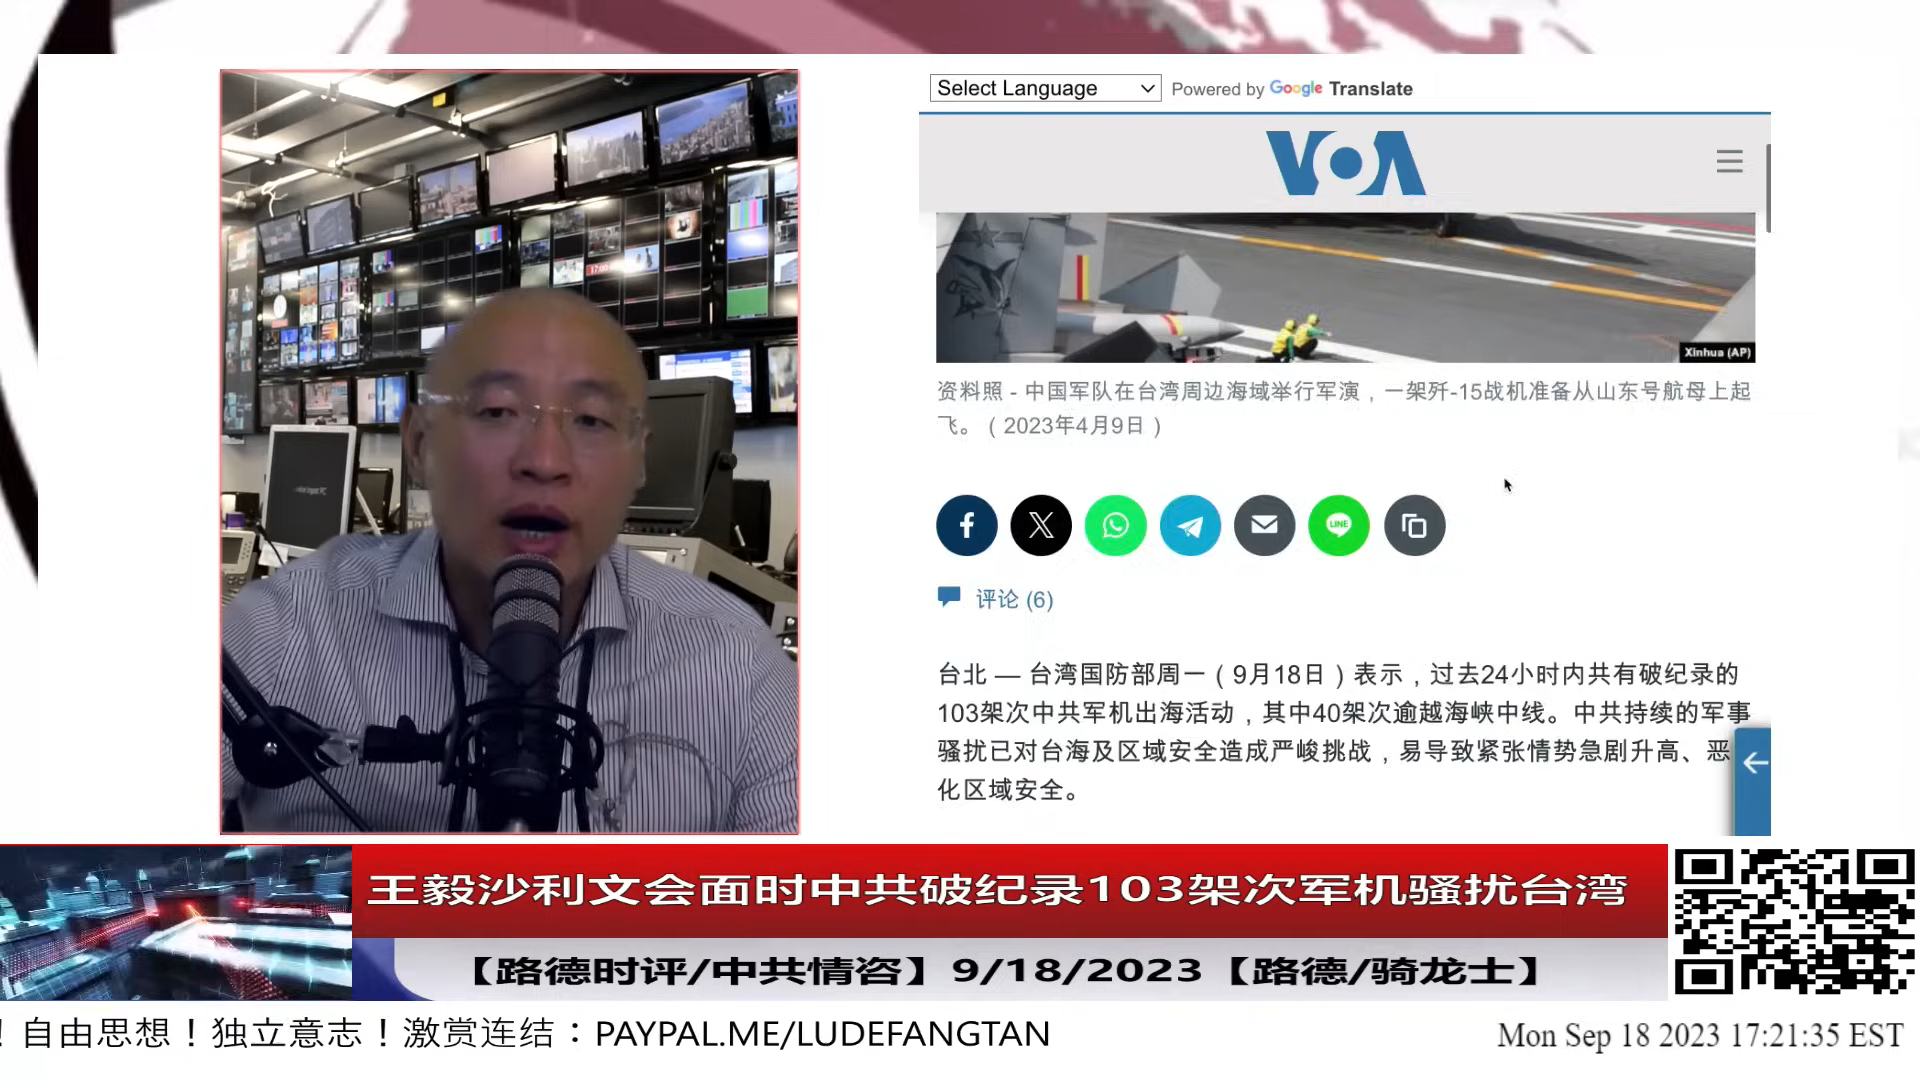 Select Language
Powered by Google Translate
VOA
17:00
Xinhua (AP)
资料照 - 中国军队在台湾周边海域举行军演，一架歼-15战机准备从山东号航母上起
飞。（2023年4月9日）
LINE
评论 (6)
台北 — 台湾国防部周一（9月18日）表示，过去24小时内共有破纪录的
103架次中共军机出海活动，其中40架次逾越海峡中线。中共持续的军事
骚扰已对台海及区域安全造成严峻挑战，易导致紧张情势急剧升高、恶
化区域安全。
王毅沙利文会面时中共破纪录103架次军机骚扰台湾
【路德时评/中共情咨】9/18/2023【路德/骑龙士】
！自由思想！独立意志！激赏连结：PAYPAL.ME/LUDEFANGTAN
Mon Sep 18 2023 17:21:35 EST